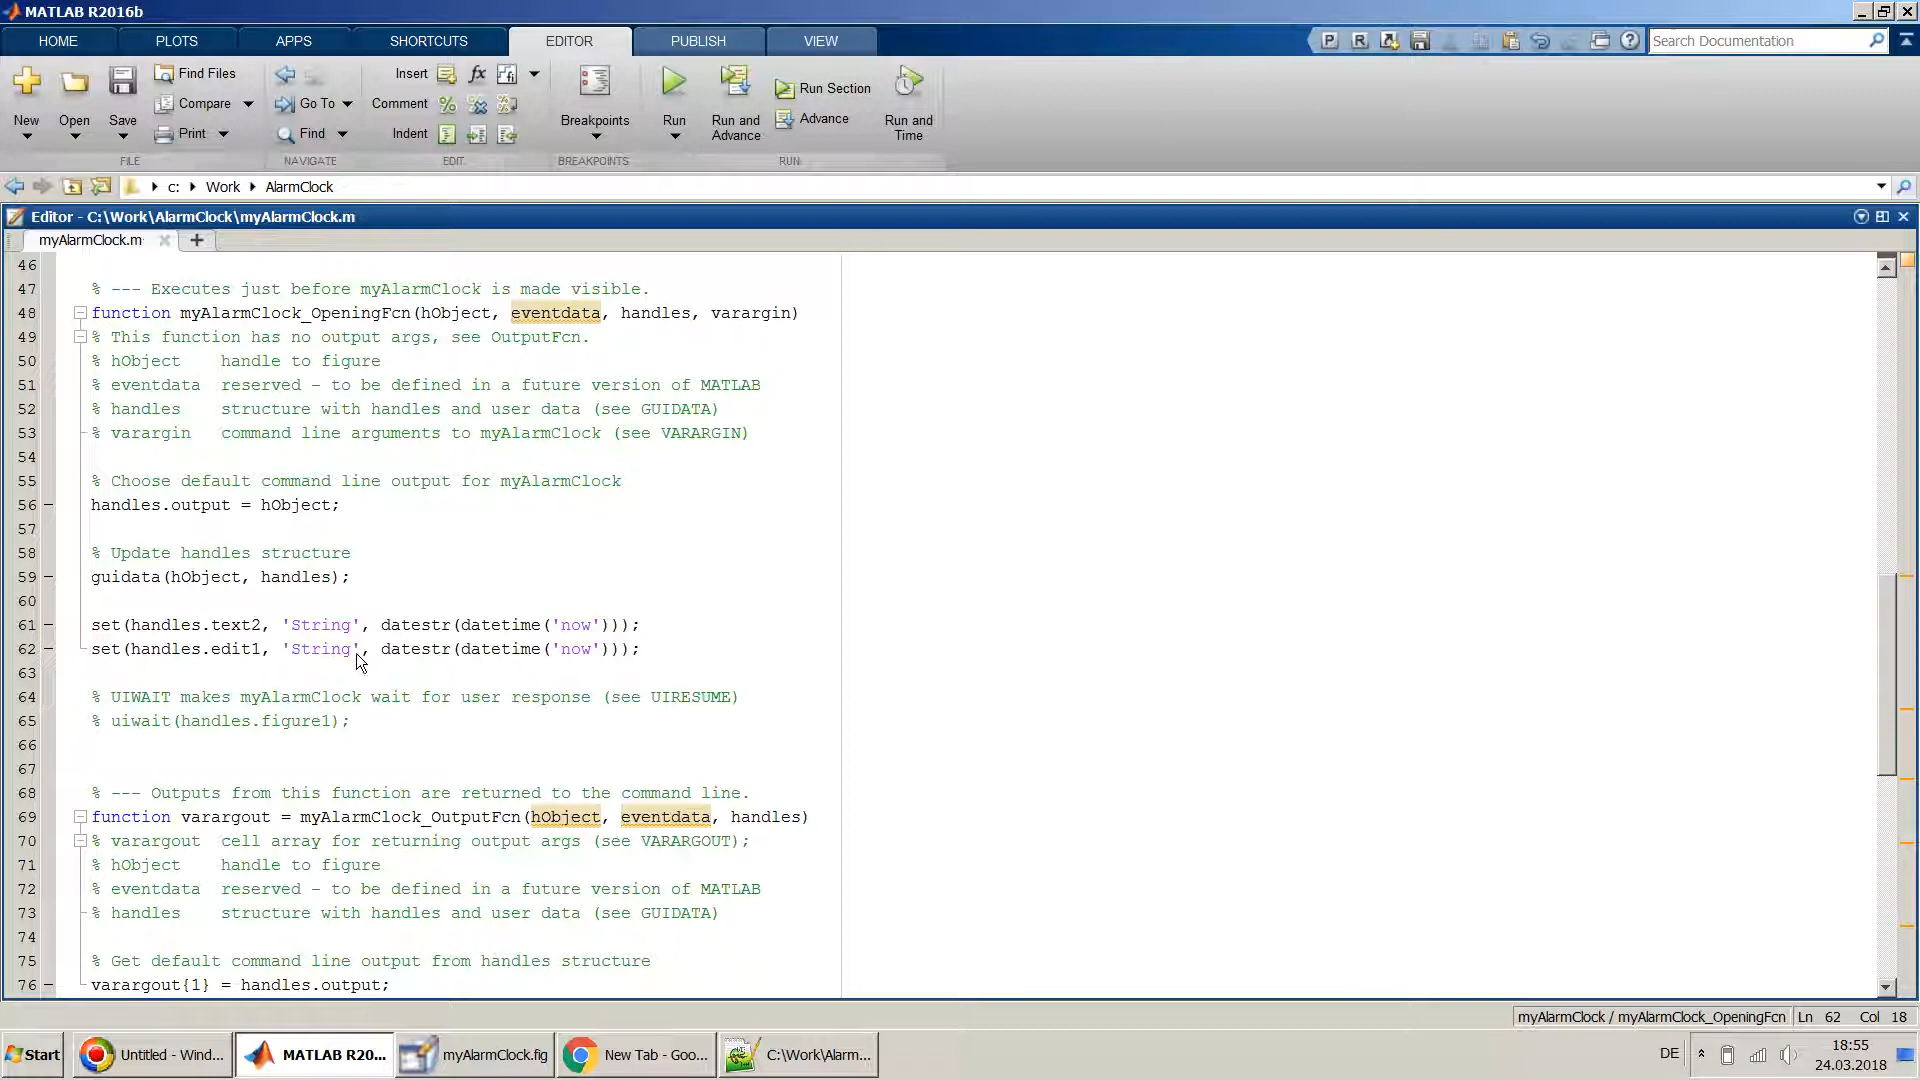 MATLAB R2016b
HOME PLOTS APPS SHORTCUTS EDITOR PUBLISH VIEW Search Documentation
New Open Save Find Files Compare Print Go To Find Insert fx Comment Indent Breakpoints Run Run and Advance Run Section Advance Run and Time
FILE NAVIGATE EDIT BREAKPOINTS RUN
c: Work AlarmClock
Editor - C:\Work\AlarmClock\myAlarmClock.m
myAlarmClock.m
46
47 % --- Executes just before myAlarmClock is made visible.
48 function myAlarmClock_OpeningFcn(hObject, eventdata, handles, varargin)
49 % This function has no output args, see OutputFcn.
50 % hObject    handle to figure
51 % eventdata  reserved - to be defined in a future version of MATLAB
52 % handles    structure with handles and user data (see GUIDATA)
53 % varargin   command line arguments to myAlarmClock (see VARARGIN)
54
55 % Choose default command line output for myAlarmClock
56 handles.output = hObject;
57
58 % Update handles structure
59 guidata(hObject, handles);
60
61 set(handles.text2, 'String', datestr(datetime('now')));
62 set(handles.edit1, 'String', datestr(datetime('now')));
63
64 % UIWAIT makes myAlarmClock wait for user response (see UIRESUME)
65 % uiwait(handles.figure1);
66
67
68 % --- Outputs from this function are returned to the command line.
69 function varargout = myAlarmClock_OutputFcn(hObject, eventdata, handles)
70 % varargout  cell array for returning output args (see VARARGOUT);
71 % hObject    handle to figure
72 % eventdata  reserved - to be defined in a future version of MATLAB
73 % handles    structure with handles and user data (see GUIDATA)
74
75 % Get default command line output from handles structure
76 varargout{1} = handles.output;
myAlarmClock / myAlarmClock_OpeningFcn Ln 62 Col 18
Start Untitled - Wind... MATLAB R20... myAlarmClock.fig New Tab - Goo... C:\Work\Alarm... DE 18:55
24.03.2018